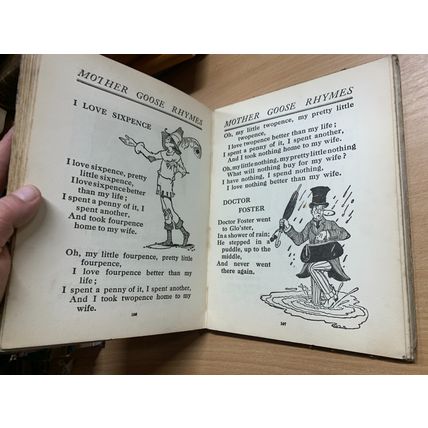 MOTHER GOOSE RHYMES
I LOVE SIXPENCE
I love sixpence, pretty
little sixpence,
I love sixpence better
than my life;
I spent a penny of it, I
spent another,
And took fourpence
home to my wife.
Oh, my little fourpence, pretty little
fourpence,
I love fourpence better than my
life;
I spent a penny of it, I spent another,
And I took twopence home to my
wife.
MOTHER GOOSE RHYMES
Oh, my little twopence, my pretty little
twopence,
I love twopence better than my life;
I spent a penny of it, I spent another,
And I took nothing home to my wife.
Oh, my little nothing, my pretty little nothing
What will nothing buy for my wife?
I have nothing, I spend nothing,
I love nothing better than my wife.
DOCTOR
FOSTER
Doctor Foster went
to Glo'ster,
In a shower of rain;
He stepped in a
puddle, up to the
middle,
And never went
there again.